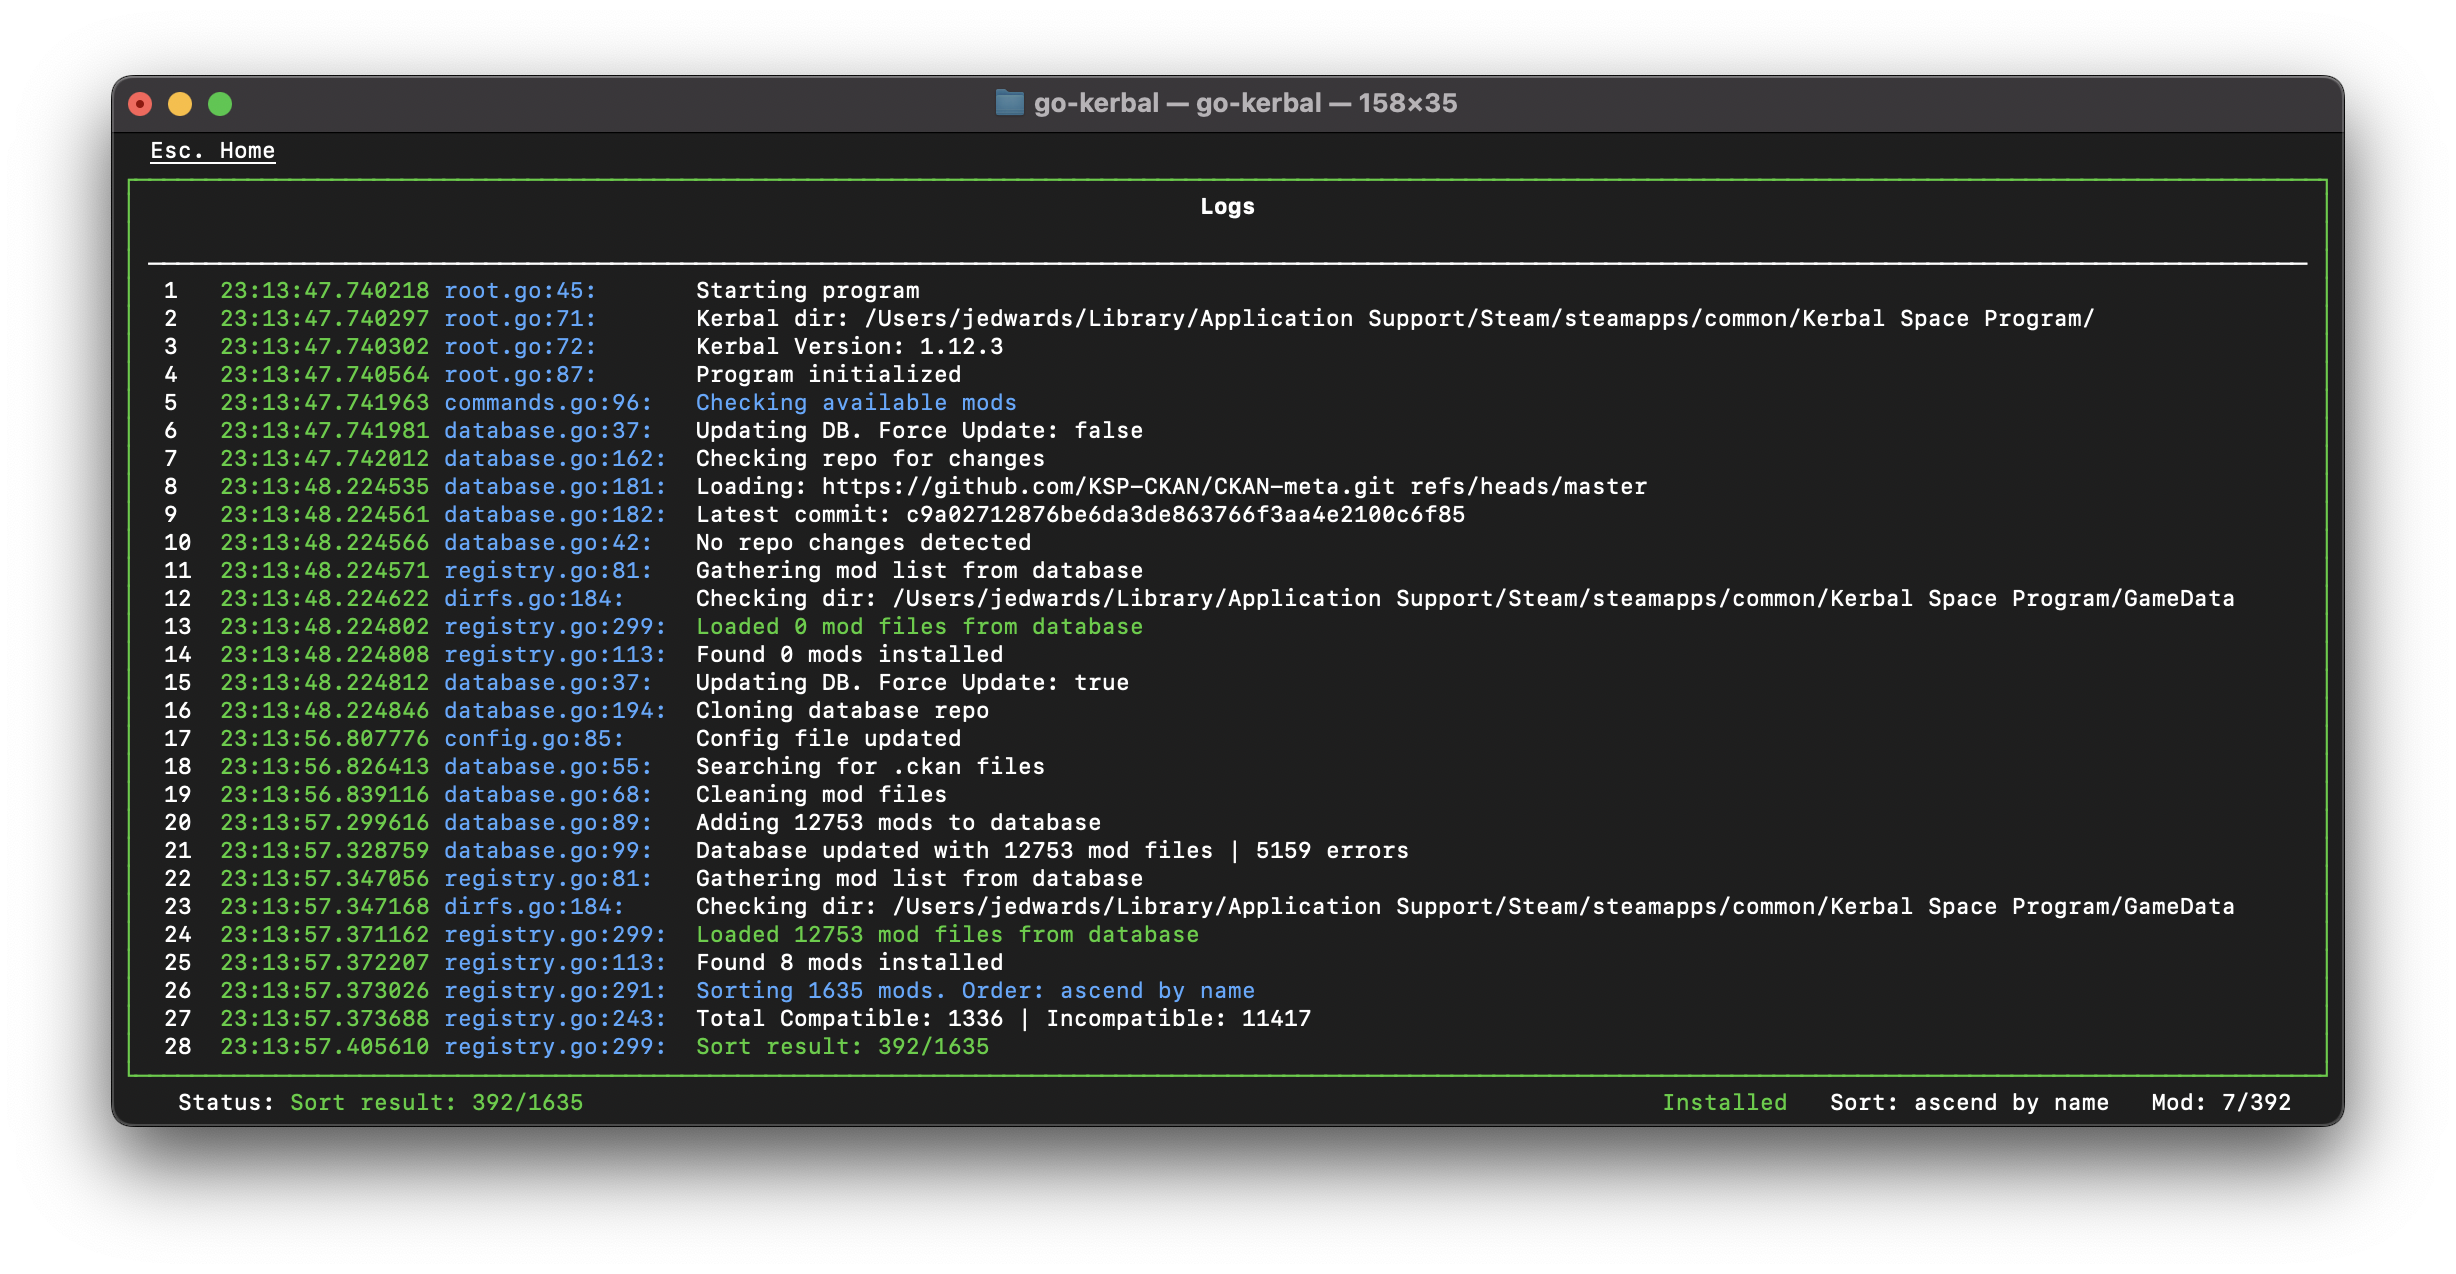 go-kerbal — go-kerbal — 158×35
Esc. Home
Logs
1 23:13:47.740218 root.go:45: Starting program
2 23:13:47.740297 root.go:71: Kerbal dir: /Users/jedwards/Library/Application Support/Steam/steamapps/common/Kerbal Space Program/
3 23:13:47.740302 root.go:72: Kerbal Version: 1.12.3
4 23:13:47.740564 root.go:87: Program initialized
5 23:13:47.741963 commands.go:96: Checking available mods
6 23:13:47.741981 database.go:37: Updating DB. Force Update: false
7 23:13:47.742012 database.go:162: Checking repo for changes
8 23:13:48.224535 database.go:181: Loading: https://github.com/KSP-CKAN/CKAN-meta.git refs/heads/master
9 23:13:48.224561 database.go:182: Latest commit: c9a02712876be6da3de863766f3aa4e2100c6f85
10 23:13:48.224566 database.go:42: No repo changes detected
11 23:13:48.224571 registry.go:81: Gathering mod list from database
12 23:13:48.224622 dirfs.go:184: Checking dir: /Users/jedwards/Library/Application Support/Steam/steamapps/common/Kerbal Space Program/GameData
13 23:13:48.224802 registry.go:299: Loaded 0 mod files from database
14 23:13:48.224808 registry.go:113: Found 0 mods installed
15 23:13:48.224812 database.go:37: Updating DB. Force Update: true
16 23:13:48.224846 database.go:194: Cloning database repo
17 23:13:56.807776 config.go:85: Config file updated
18 23:13:56.826413 database.go:55: Searching for .ckan files
19 23:13:56.839116 database.go:68: Cleaning mod files
20 23:13:57.299616 database.go:89: Adding 12753 mods to database
21 23:13:57.328759 database.go:99: Database updated with 12753 mod files | 5159 errors
22 23:13:57.347056 registry.go:81: Gathering mod list from database
23 23:13:57.347168 dirfs.go:184: Checking dir: /Users/jedwards/Library/Application Support/Steam/steamapps/common/Kerbal Space Program/GameData
24 23:13:57.371162 registry.go:299: Loaded 12753 mod files from database
25 23:13:57.372207 registry.go:113: Found 8 mods installed
26 23:13:57.373026 registry.go:291: Sorting 1635 mods. Order: ascend by name
27 23:13:57.373688 registry.go:243: Total Compatible: 1336 | Incompatible: 11417
28 23:13:57.405610 registry.go:299: Sort result: 392/1635
Status: Sort result: 392/1635 Installed Sort: ascend by name Mod: 7/392